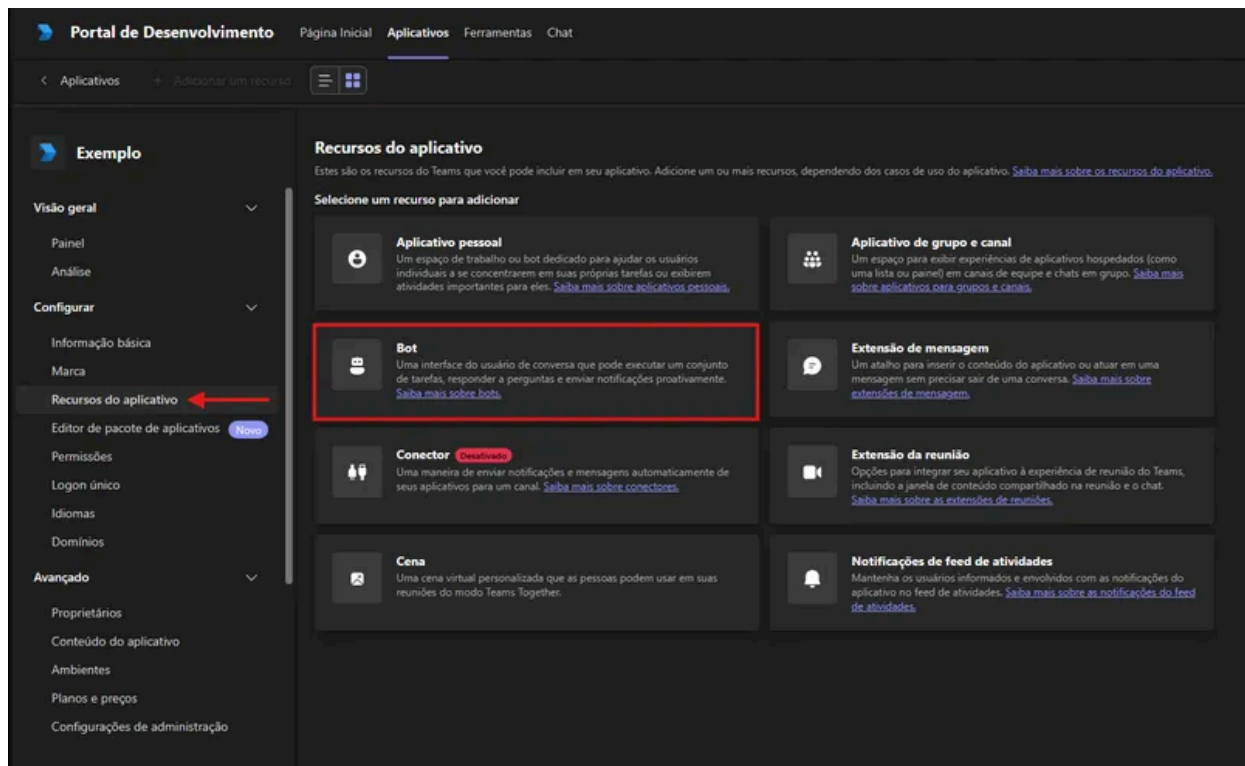 Portal de Desenvolvimento
Página Inicial
Aplicativos
Ferramentas
Chat
Aplicativos
+ Adicionar um recurso
Exemplo
Visão geral
Painel
Análise
Configurar
Informação básica
Marca
Recursos do aplicativo
Editor de pacote de aplicativos Novo
Permissões
Logon único
Idiomas
Domínios
Avançado
Proprietários
Conteúdo do aplicativo
Ambientes
Planos e preços
Configurações de administração
Recursos do aplicativo
Estes são os recursos do Teams que você pode incluir em seu aplicativo. Adicione um ou mais recursos, dependendo dos casos de uso do aplicativo. Saiba mais sobre os recursos do aplicativo.
Selecione um recurso para adicionar
Aplicativo pessoal
Um espaço de trabalho ou bot dedicado para ajudar os usuários
individuais a se concentrarem em suas próprias tarefas ou exibirem
atividades importantes para eles. Saiba mais sobre aplicativos pessoais.
Aplicativo de grupo e canal
Um espaço para exibir experiências de aplicativos hospedados (como
uma lista ou painel) em canais de equipe e chats em grupo. Saiba mais
sobre aplicativos para grupos e canais.
Bot
Uma interface do usuário de conversa que pode executar um conjunto
de tarefas, responder a perguntas e enviar notificações proativamente.
Saiba mais sobre bots.
Extensão de mensagem
Um atalho para inserir o conteúdo do aplicativo ou atuar em uma
mensagem sem precisar sair de uma conversa. Saiba mais sobre
extensões de mensagem.
Conector Desativado
Uma maneira de enviar notificações e mensagens automaticamente de
seus aplicativos para um canal. Saiba mais sobre conectores.
Extensão da reunião
Opções para integrar seu aplicativo à experiência de reunião do Teams,
incluindo a janela de conteúdo compartilhado na reunião e o chat.
Saiba mais sobre as extensões de reuniões.
Cena
Uma cena virtual personalizada que as pessoas podem usar em suas
reuniões do modo Teams Together.
Notificações de feed de atividades
Mantenha os usuários informados e envolvidos com as notificações do
aplicativo no feed de atividades. Saiba mais sobre as notificações do feed
de atividades.